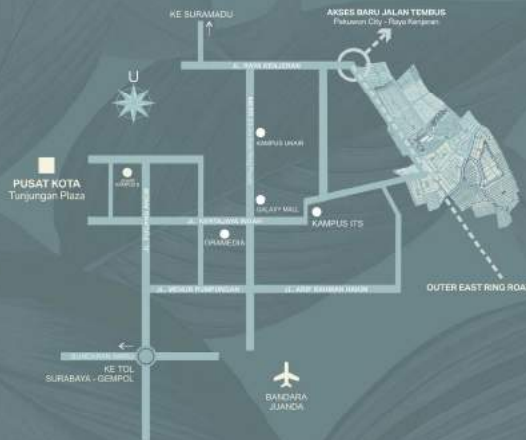 KE SURAMADU
AKSES BARU JALAN TEMBUS
Pakuwon City - Raya Kenjeran
JL. RAYA KENJERAN
U
KAMPUS UNAIR
PUSAT KOTA
Tunjungan Plaza
GALAXY MALL
KAMPUS ITS
JL. KERTAJAYA INDAH
GRAMEDIA
OUTER EAST RING ROA
JL. MENUR PUMPUNGAN
JL. ARIF RAHMAN HAKIM
KE TOL
SURABAYA - GEMPOL
BANDARA
JUANDA